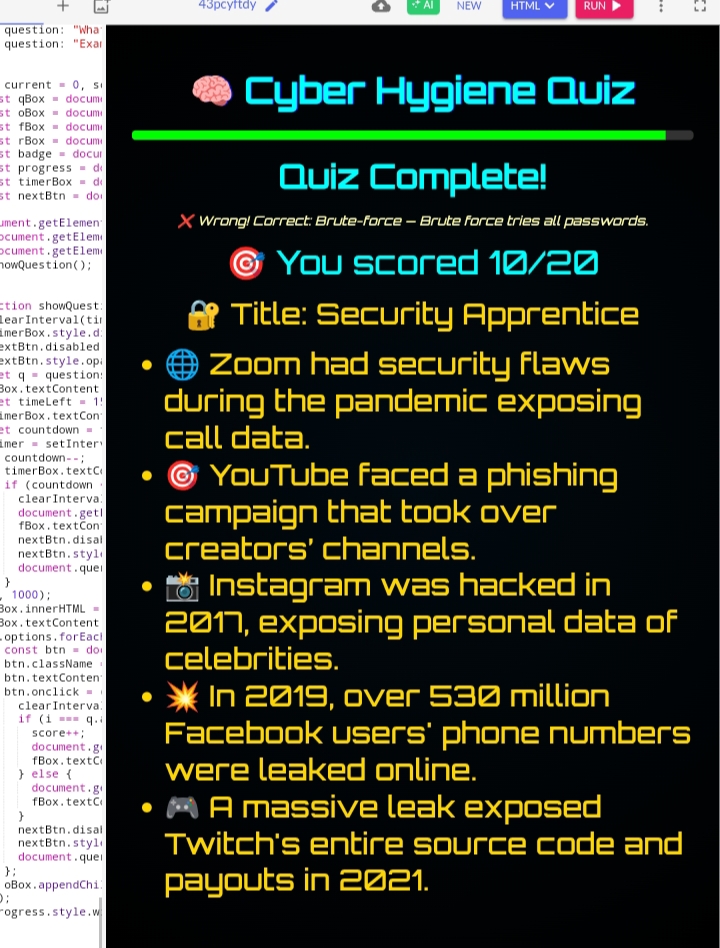 43pcyftdy
AI
NEW
HTML
RUN
question: "Wha
question: "Exa
current = 0, s
st qBox = docum
st oBox = docum
st fBox = docum
st rBox = docum
st badge = docu
st progress = d
st timerBox = d
st nextBtn = do
ument.getElemen
ocument.getElem
ocument.getElem
howQuestion();
ction showQuest
learInterval(ti
imerBox.style.d
extBtn.disabled
extBtn.style.op
et q = question
Box.textContent
et timeLeft = 1
imerBox.textCon
et countdown =
imer = setInter
countdown--;
timerBox.textC
if (countdown
clearInterva
document.get
fBox.textCon
nextBtn.disa
nextBtn.styl
document.que
}
, 1000);
Box.innerHTML =
Box.textContent
.options.forEac
const btn = do
btn.className
btn.textConten
btn.onclick =
clearInterva
if (i === q.
score++;
document.g
fBox.textC
} else {
document.g
fBox.textC
}
nextBtn.disa
nextBtn.styl
document.que
};
oBox.appendChi
);
rogress.style.w
🧠 Cyber Hygiene Quiz
Quiz Complete!
❌ Wrong! Correct: Brute-force – Brute force tries all passwords.
🎯 You scored 10/20
🔐 Title: Security Apprentice
• 🌐 Zoom had security flaws
during the pandemic exposing
call data.
• 🎯 YouTube faced a phishing
campaign that took over
creators’ channels.
• 📸 Instagram was hacked in
2017, exposing personal data of
celebrities.
• 💥 In 2019, over 530 million
Facebook users' phone numbers
were leaked online.
• 🎮 A massive leak exposed
Twitch's entire source code and
payouts in 2021.